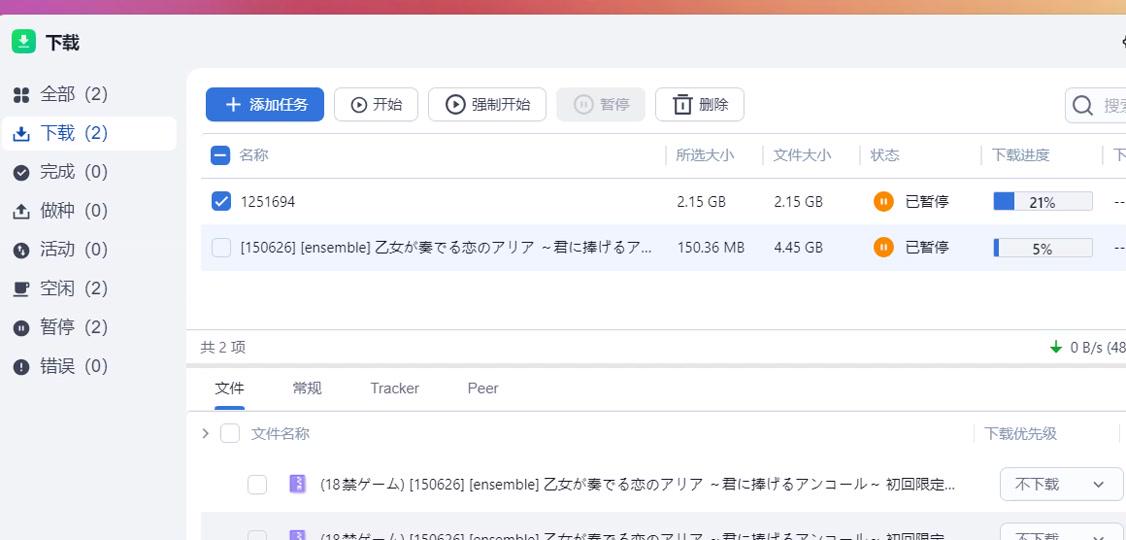 下载
全部 (2)
下载 (2)
完成 (0)
做种 (0)
活动 (0)
空闲 (2)
暂停 (2)
错误 (0)
添加任务 开始 强制开始 暂停 删除 搜索
名称 所选大小 文件大小 状态 下载进度 下
1251694 2.15 GB 2.15 GB 已暂停 21% --
[150626] [ensemble] 乙女が奏でる恋のアリア ～君に捧げるア... 150.36 MB 4.45 GB 已暂停 5% --
共 2 项 0 B/s (48
文件 常规 Tracker Peer
文件名称 下载优先级
(18禁ゲーム) [150626] [ensemble] 乙女が奏でる恋のアリア ～君に捧げるアンコール～ 初回限定... 不下载
(18禁ゲーム) [150626] [ensemble] 乙女が奏でる恋のアリア ～君に捧げるアンコール～ 初回限定... 不下载